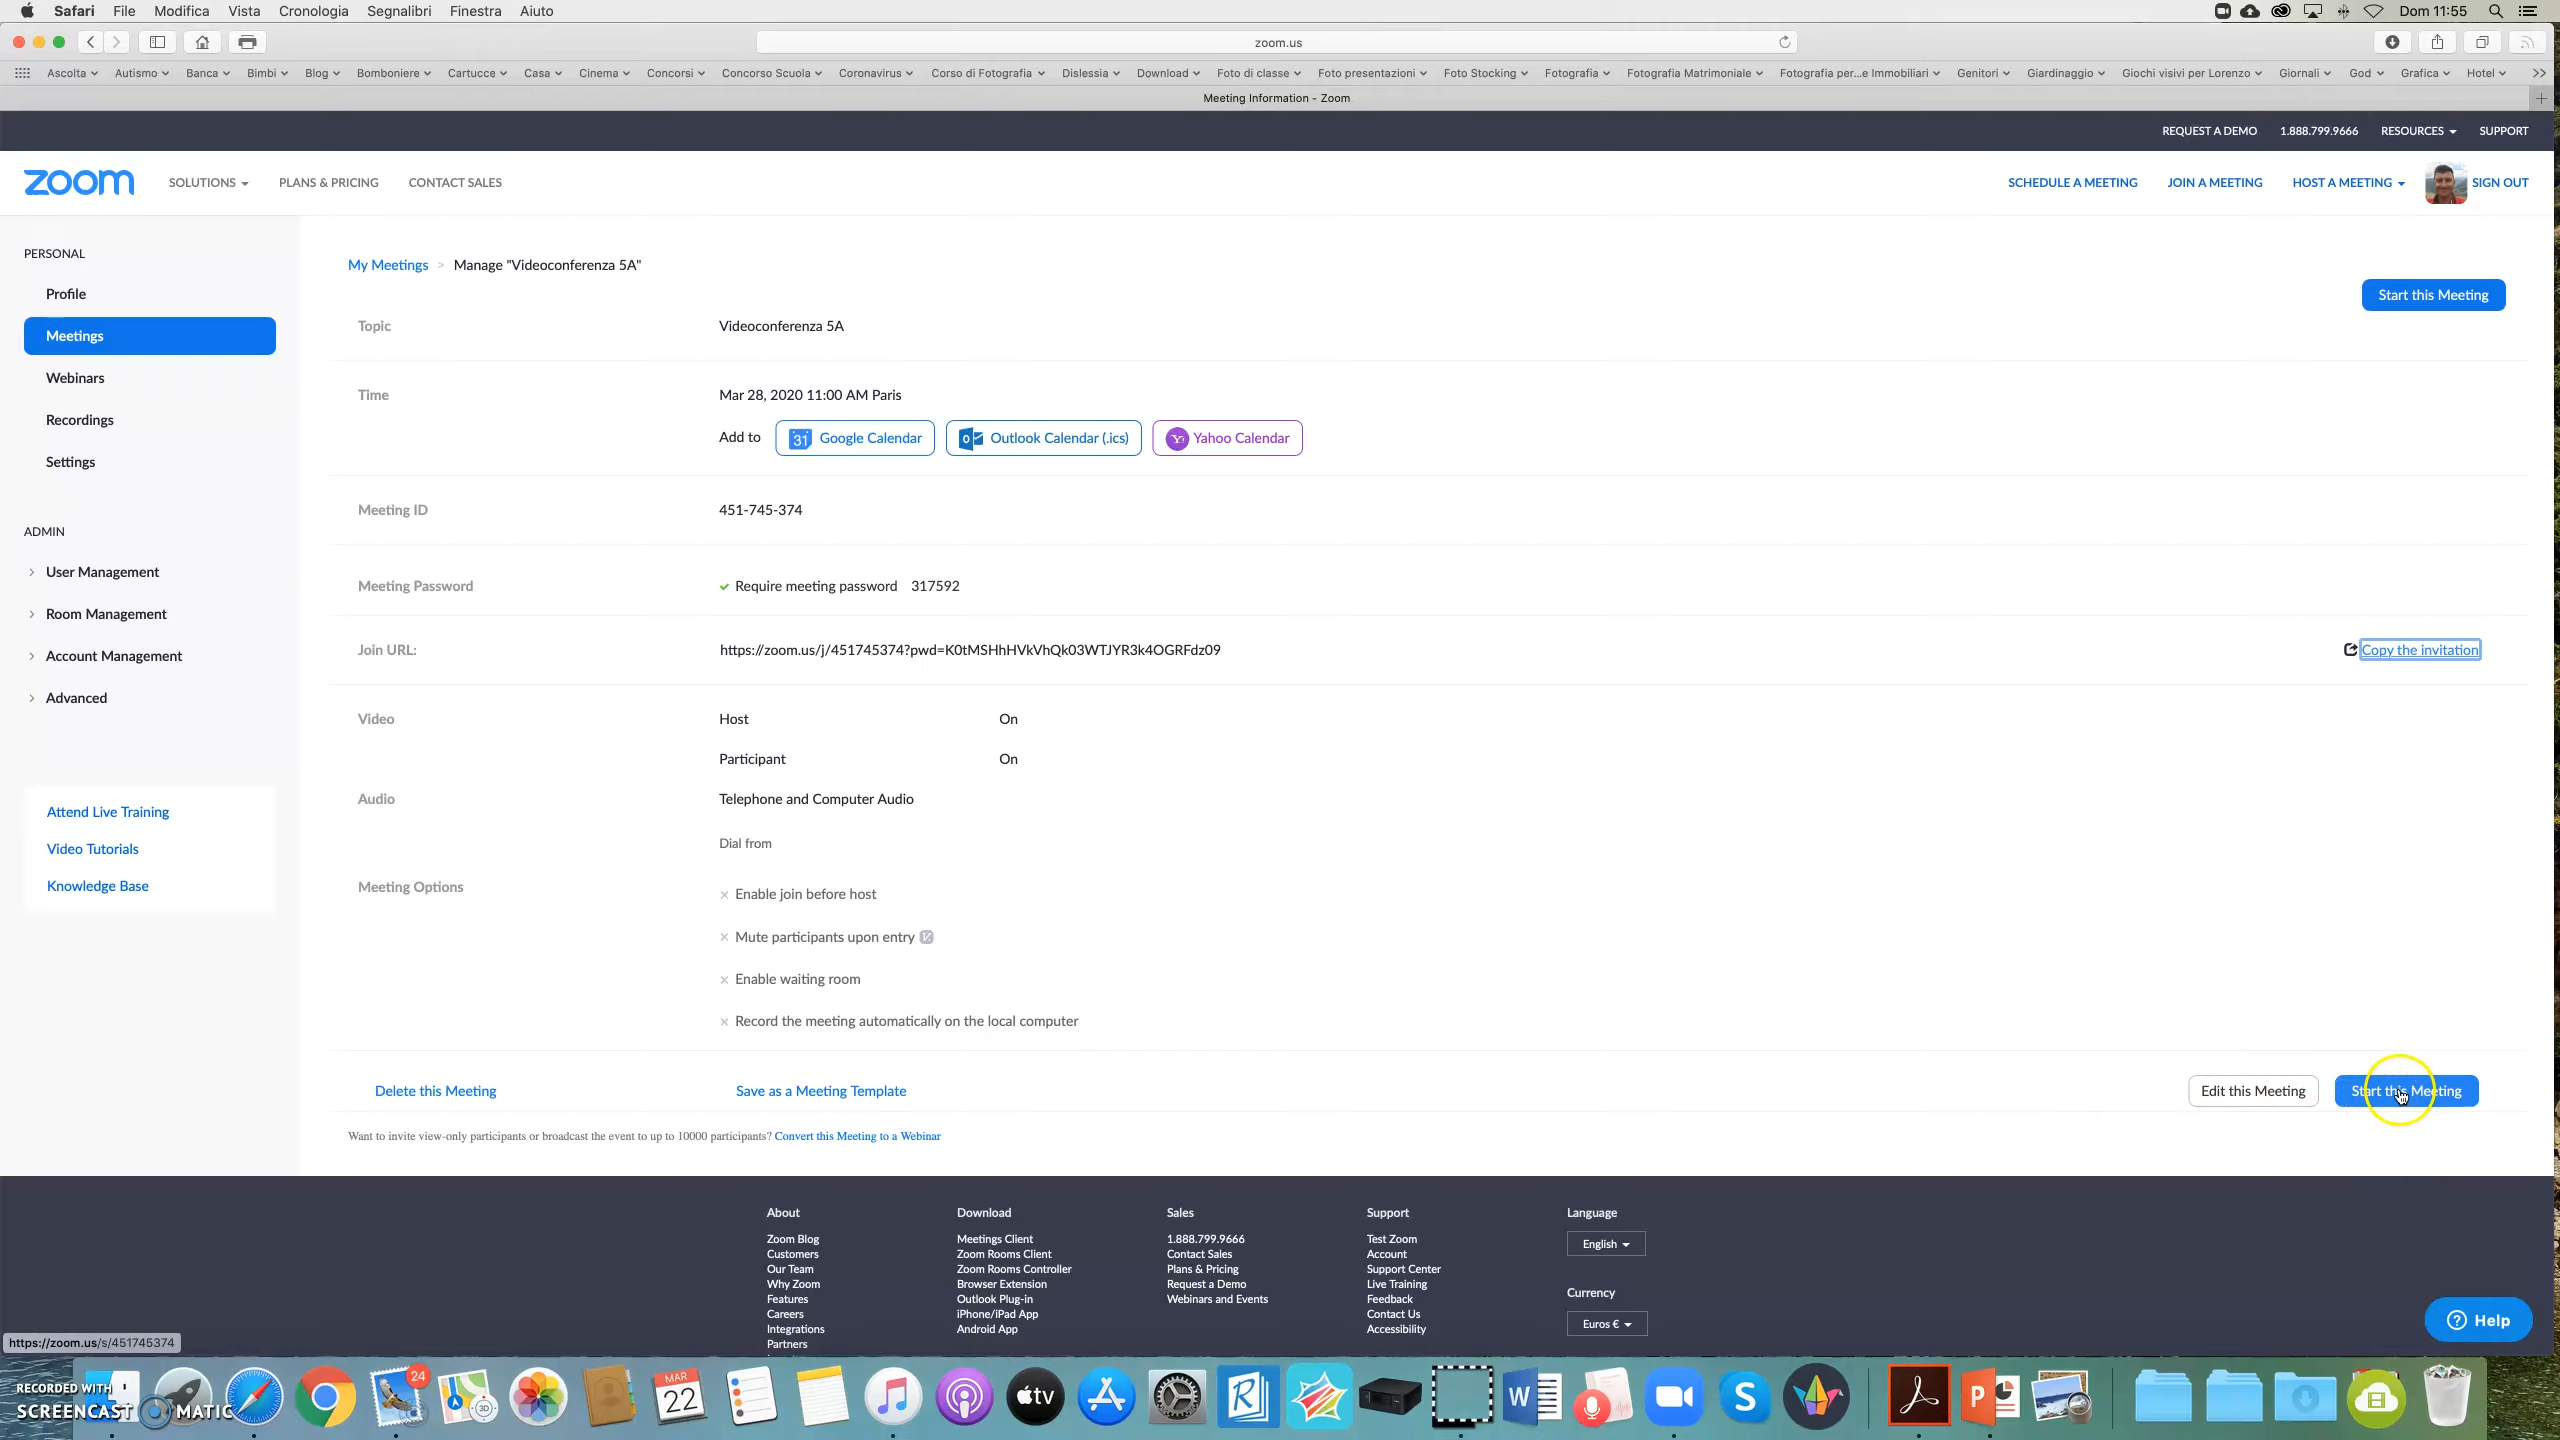 Safari File Modifica Vista Cronologia Segnalibri Finestra Aiuto Dom 11:55
zoom.us
Ascolta Autismo Banca Bimbi Blog Bomboniere Cartucce Casa Cinema Concorsi Concorso Scuola Coronavirus Corso di Fotografia Dislessia Download Foto di classe Foto presentazioni Foto Stocking Fotografia Fotografia Matrimoniale Fotografia per...e Immobiliari Genitori Giardinaggio Giochi visivi per Lorenzo Giornali God Grafica Hotel
Meeting Information - Zoom
REQUEST A DEMO 1.888.799.9666 RESOURCES SUPPORT
zoom SOLUTIONS PLANS & PRICING CONTACT SALES SCHEDULE A MEETING JOIN A MEETING HOST A MEETING SIGN OUT
PERSONAL
Profile
Meetings
Webinars
Recordings
Settings
ADMIN
User Management
Room Management
Account Management
Advanced
Attend Live Training
Video Tutorials
Knowledge Base
My Meetings > Manage "Videoconferenza 5A"
Start this Meeting
Topic Videoconferenza 5A
Time Mar 28, 2020 11:00 AM Paris
Add to 31 Google Calendar Outlook Calendar (.ics) Yahoo Calendar
Meeting ID 451-745-374
Meeting Password Require meeting password 317592
Join URL: https://zoom.us/j/451745374?pwd=K0tMSHhHVkVhQk03WTJYR3k4OGRFdz09 Copy the invitation
Video Host On
Participant On
Audio Telephone and Computer Audio
Dial from
Meeting Options Enable join before host
Mute participants upon entry
Enable waiting room
Record the meeting automatically on the local computer
Delete this Meeting Save as a Meeting Template Edit this Meeting Start this Meeting
Want to invite view-only participants or broadcast the event to up to 10000 participants? Convert this Meeting to a Webinar
About
Zoom Blog
Customers
Our Team
Why Zoom
Features
Careers
Integrations
Partners
Download
Meetings Client
Zoom Rooms Client
Zoom Rooms Controller
Browser Extension
Outlook Plug-in
iPhone/iPad App
Android App
Sales
1.888.799.9666
Contact Sales
Plans & Pricing
Request a Demo
Webinars and Events
Support
Test Zoom
Account
Support Center
Live Training
Feedback
Contact Us
Accessibility
Language
English
Currency
Euros €
Help
https://zoom.us/s/451745374
24
3D
MAR
22
tv
W
S
P
RECORDED WITH
SCREENCAST MATIC